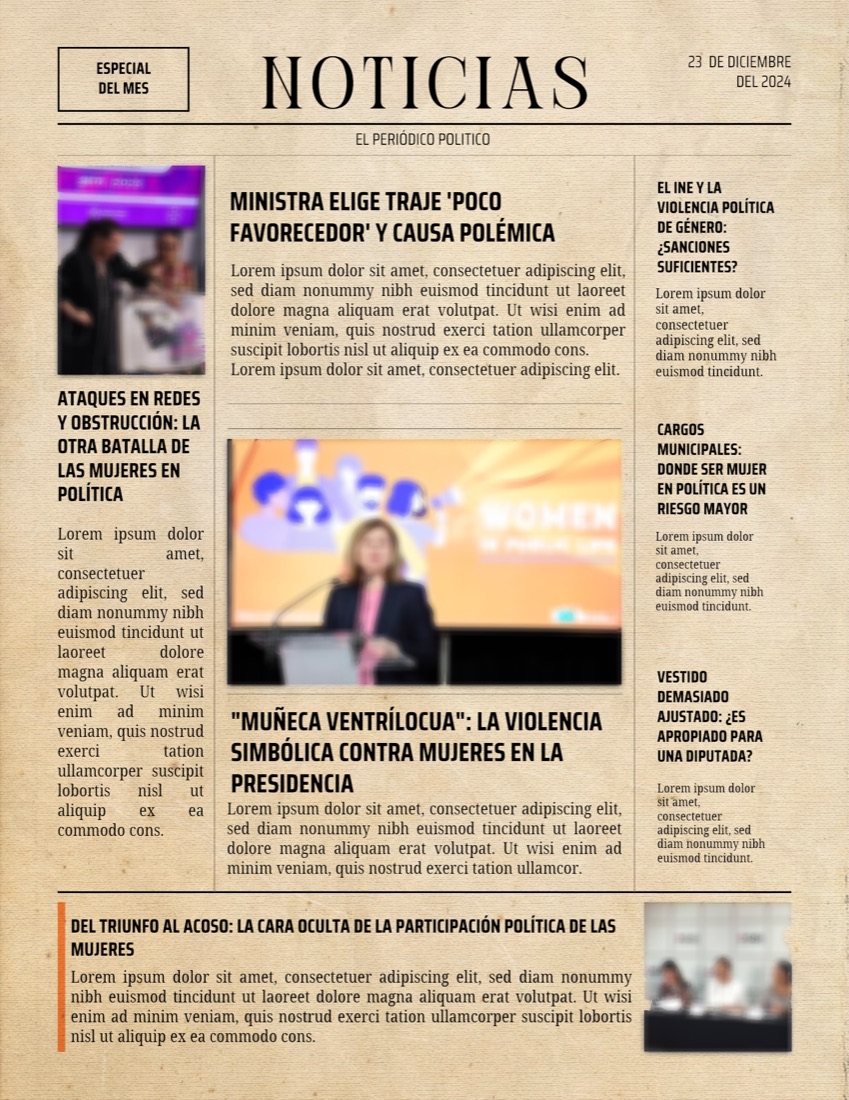 ESPECIAL
DEL MES
NOTICIAS
23 DE DICIEMBRE
DEL 2024
EL PERIÓDICO POLITICO
ATAQUES EN REDES
Y OBSTRUCCIÓN: LA
OTRA BATALLA DE
LAS MUJERES EN
POLÍTICA
Lorem ipsum dolor
sit amet,
consectetuer
adipiscing elit, sed
diam nonummy nibh
euismod tincidunt ut
laoreet dolore
magna aliquam erat
volutpat. Ut wisi
enim ad minim
veniam, quis nostrud
exerci tation
ullamcorper suscipit
lobortis nisl ut
aliquip ex ea
commodo cons.
MINISTRA ELIGE TRAJE 'POCO
FAVORECEDOR' Y CAUSA POLÉMICA
Lorem ipsum dolor sit amet, consectetuer adipiscing elit,
sed diam nonummy nibh euismod tincidunt ut laoreet
dolore magna aliquam erat volutpat. Ut wisi enim ad
minim veniam, quis nostrud exerci tation ullamcorper
suscipit lobortis nisl ut aliquip ex ea commodo cons.
Lorem ipsum dolor sit amet, consectetuer adipiscing elit.
WOMEN
IN PUBLIC LIFE
"MUÑECA VENTRÍLOCUA": LA VIOLENCIA
SIMBÓLICA CONTRA MUJERES EN LA
PRESIDENCIA
Lorem ipsum dolor sit amet, consectetuer adipiscing elit,
sed diam nonummy nibh euismod tincidunt ut laoreet
dolore magna aliquam erat volutpat. Ut wisi enim ad
minim veniam, quis nostrud exerci tation ullamcor.
EL INE Y LA
VIOLENCIA POLÍTICA
DE GÉNERO:
¿SANCIONES
SUFICIENTES?
Lorem ipsum dolor
sit amet,
consectetuer
adipiscing elit, sed
diam nonummy nibh
euismod tincidunt.
CARGOS
MUNICIPALES:
DONDE SER MUJER
EN POLÍTICA ES UN
RIESGO MAYOR
Lorem ipsum dolor
sit amet,
consectetuer
adipiscing elit, sed
diam nonummy nibh
euismod tincidunt.
VESTIDO
DEMASIADO
AJUSTADO: ¿ES
APROPIADO PARA
UNA DIPUTADA?
Lorem ipsum dolor
sit amet,
consectetuer
adipiscing elit, sed
diam nonummy nibh
euismod tincidunt.
DEL TRIUNFO AL ACOSO: LA CARA OCULTA DE LA PARTICIPACIÓN POLÍTICA DE LAS
MUJERES
Lorem ipsum dolor sit amet, consectetuer adipiscing elit, sed diam nonummy
nibh euismod tincidunt ut laoreet dolore magna aliquam erat volutpat. Ut wisi
enim ad minim veniam, quis nostrud exerci tation ullamcorper suscipit lobortis
nisl ut aliquip ex ea commodo cons.